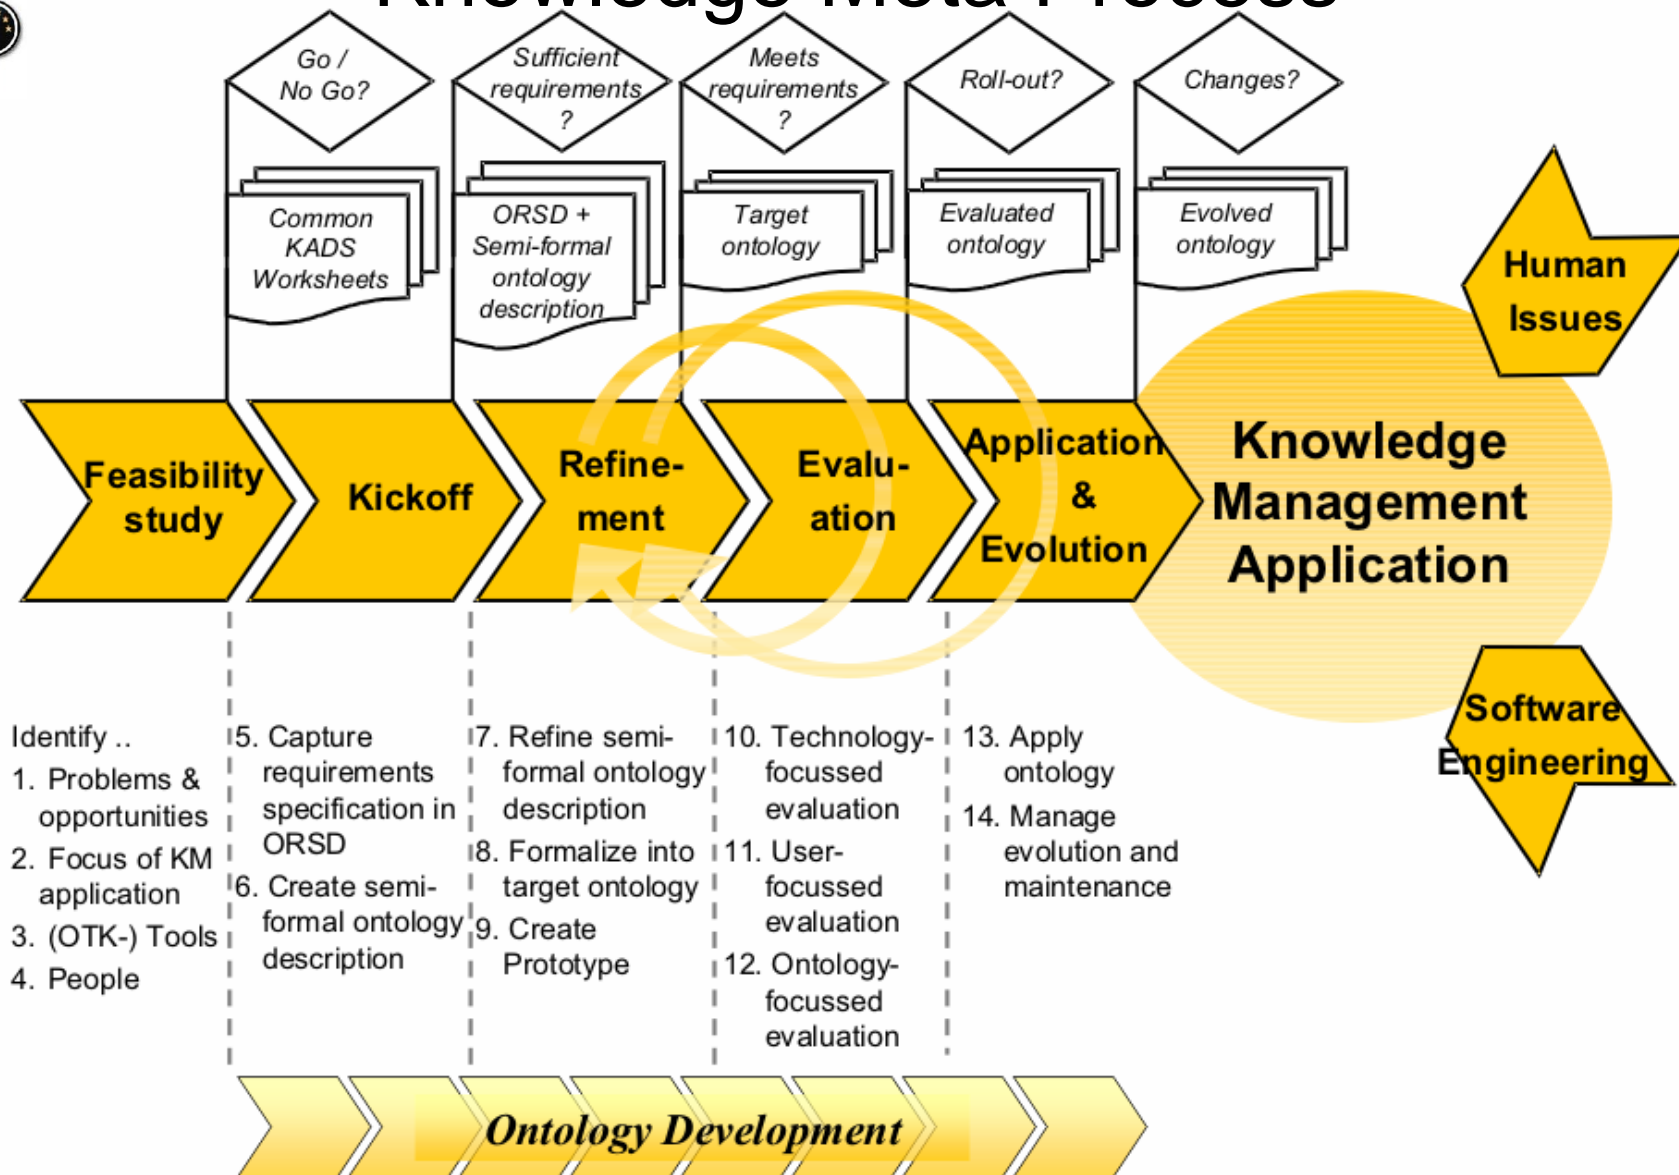 Knowledge Meta Process
Go /
No Go?
Sufficient
requirements
?
Meets
requirements
?
Roll-out?
Changes?
Common
KADS
Worksheets
ORSD +
Semi-formal
ontology
description
Target
ontology
Evaluated
ontology
Evolved
ontology
Human
Issues
Feasibility
study
Kickoff
Refine-
ment
Evalu-
ation
Application
&
Evolution
Knowledge
Management
Application
Software
Engineering
Identify ..
1. Problems &
opportunities
2. Focus of KM
application
3. (OTK-) Tools
4. People
5. Capture
requirements
specification in
ORSD
6. Create semi-
formal ontology
description
7. Refine semi-
formal ontology
description
8. Formalize into
target ontology
9. Create
Prototype
10. Technology-
focussed
evaluation
11. User-
focussed
evaluation
12. Ontology-
focussed
evaluation
13. Apply
ontology
14. Manage
evolution and
maintenance
Ontology Development